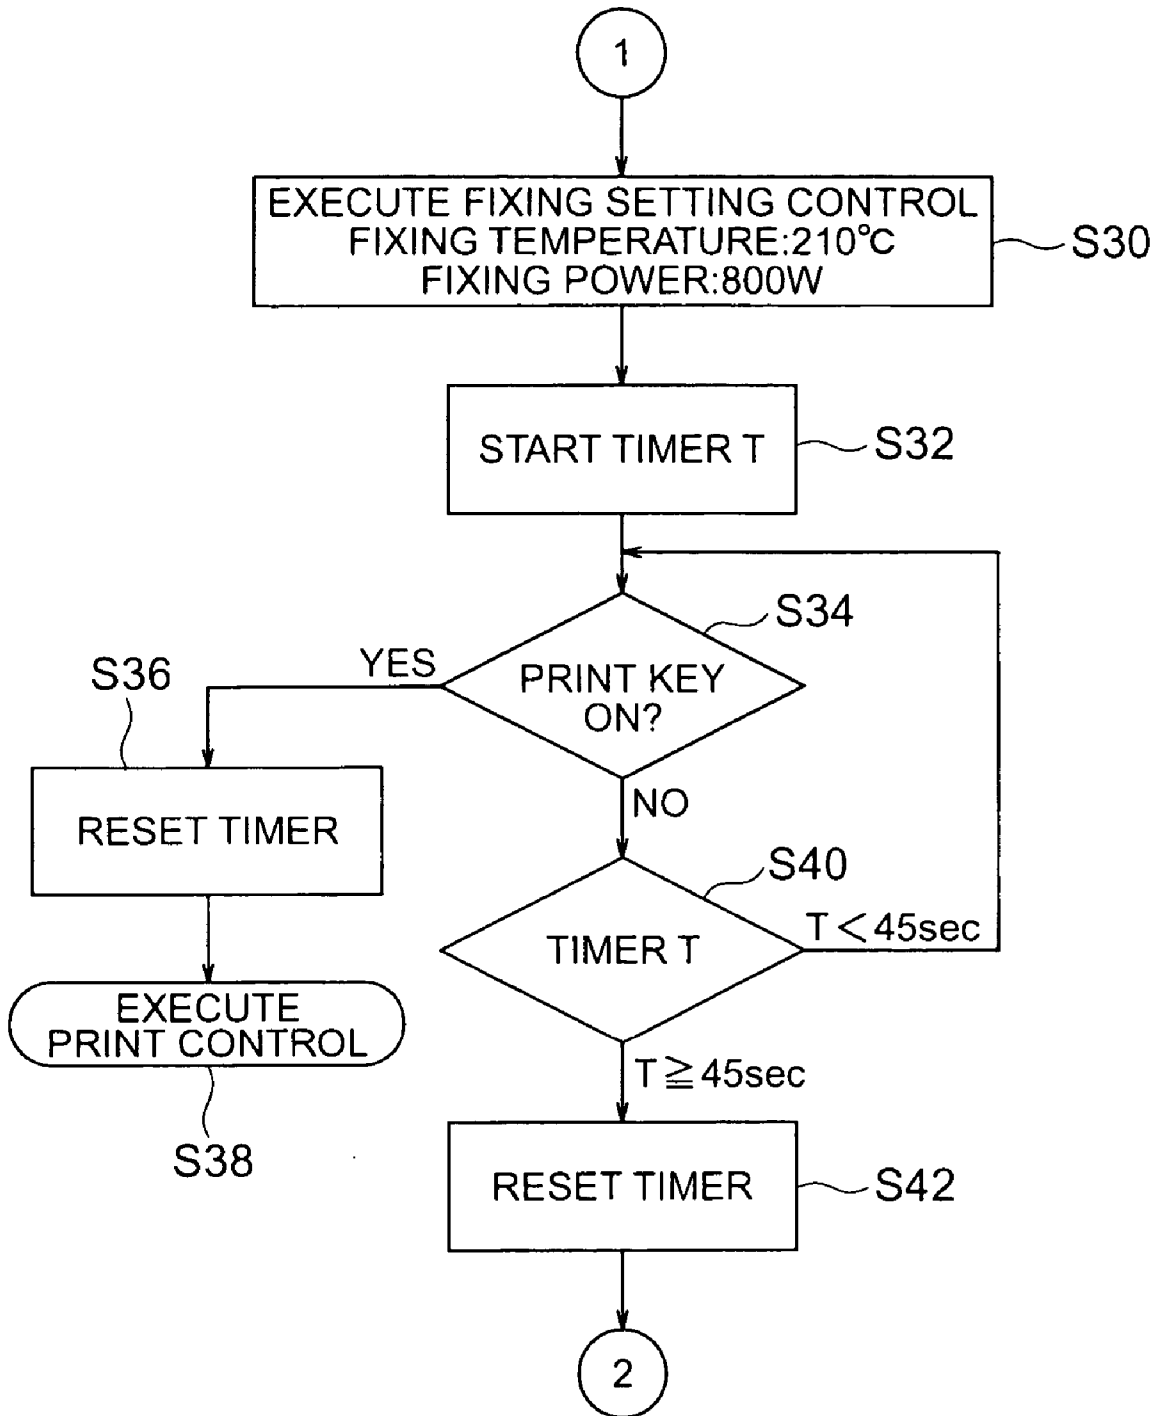 1
EXECUTE FIXING SETTING CONTROL
FIXING TEMPERATURE:210℃
FIXING POWER:800W
S30
START TIMER T
S32
S34
PRINT KEY
ON?
YES
S36
RESET TIMER
EXECUTE
PRINT CONTROL
S38
NO
S40
TIMER T
T<45sec
T≧45sec
RESET TIMER
S42
2